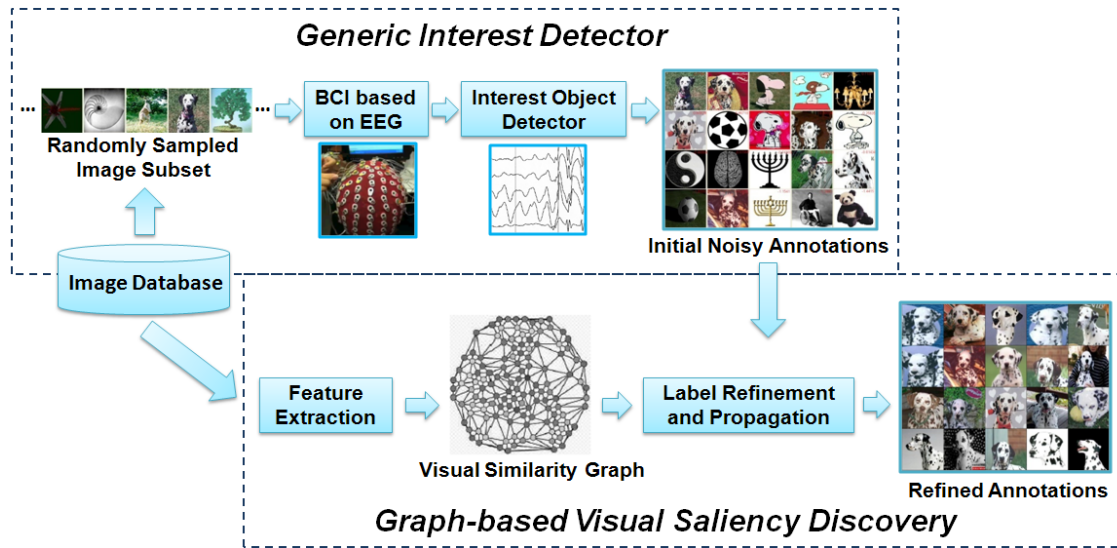 Generic Interest Detector
...
...
BCI based
on EEG
Interest Object
Detector
Randomly Sampled
Image Subset
Initial Noisy Annotations
Image Database
Feature
Extraction
Label Refinement
and Propagation
Visual Similarity Graph
Refined Annotations
Graph-based Visual Saliency Discovery